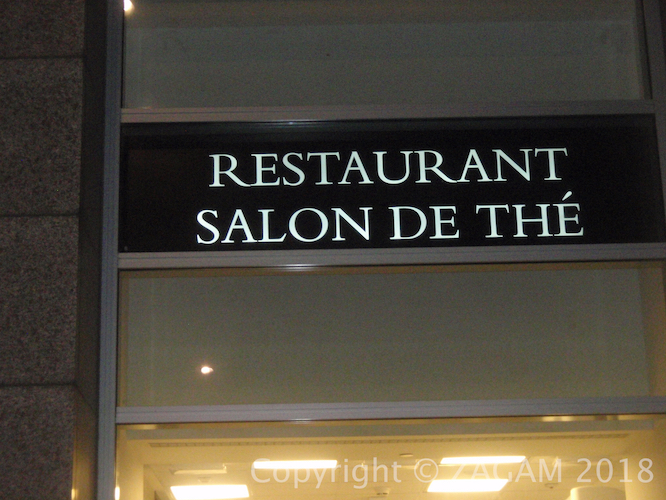 RESTAURANT
SALON DE THÉ
Copyright © ZAGAM 2018